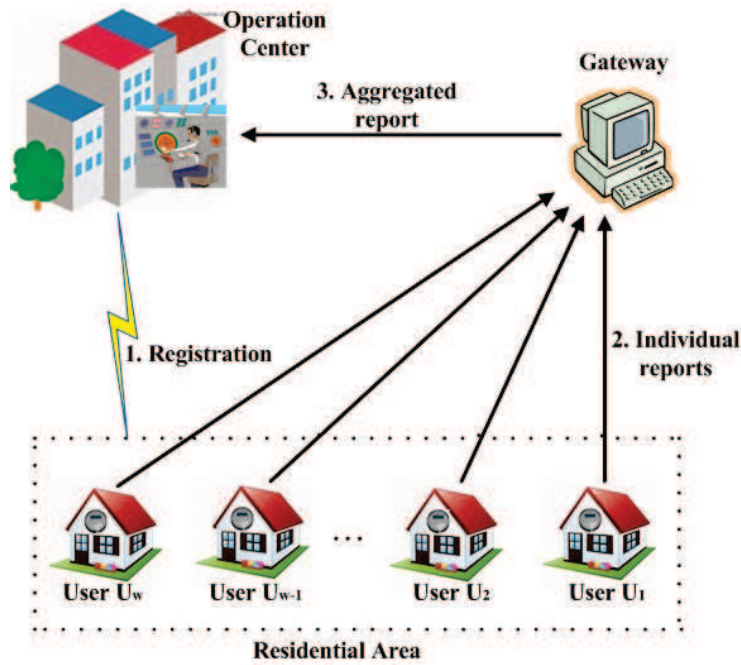 Operation
Center
Gateway
3. Aggregated
report
1. Registration
2. Individual
reports
...
User Uw
User Uw-1
User U2
User U1
Residential Area